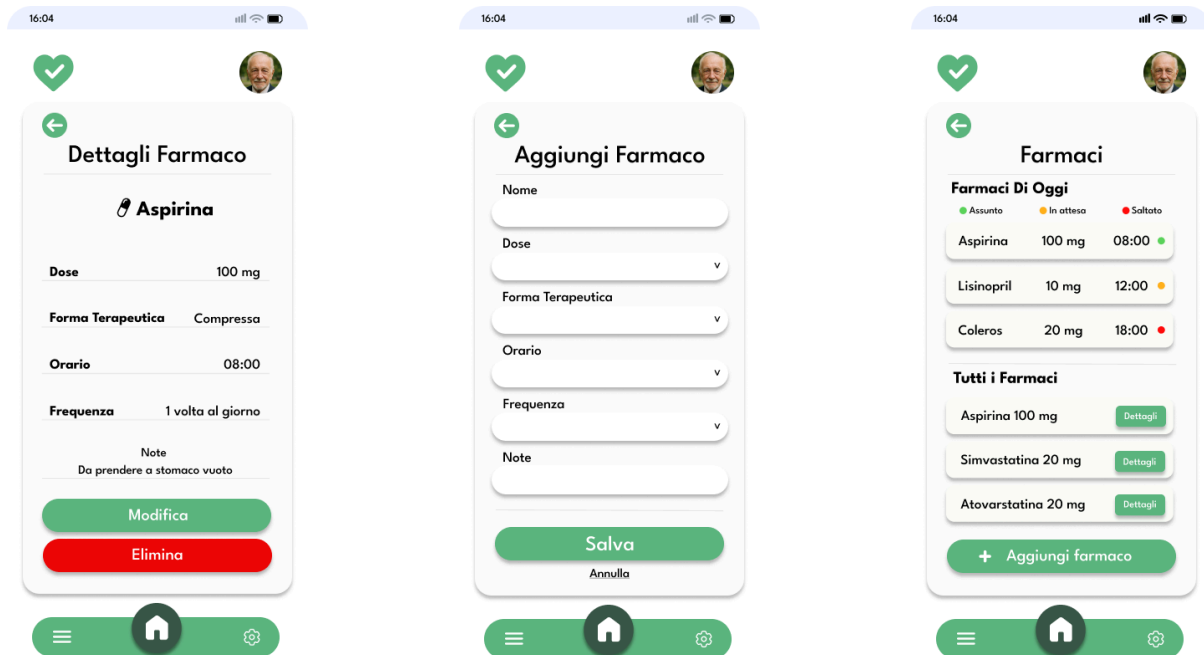 16:04
Dettagli Farmaco
Aspirina
Dose 100 mg
Forma Terapeutica Compressa
Orario 08:00
Frequenza 1 volta al giorno
Note
Da prendere a stomaco vuoto
Modifica
Elimina
16:04
Aggiungi Farmaco
Nome
Dose
v
Forma Terapeutica
v
Orario
v
Frequenza
v
Note
Salva
Annulla
16:04
Farmaci
Farmaci Di Oggi
Assunto In attesa Saltato
Aspirina 100 mg 08:00
Lisinopril 10 mg 12:00
Coleros 20 mg 18:00
Tutti i Farmaci
Aspirina 100 mg Dettagli
Simvastatina 20 mg Dettagli
Atovarstatina 20 mg Dettagli
+ Aggiungi farmaco